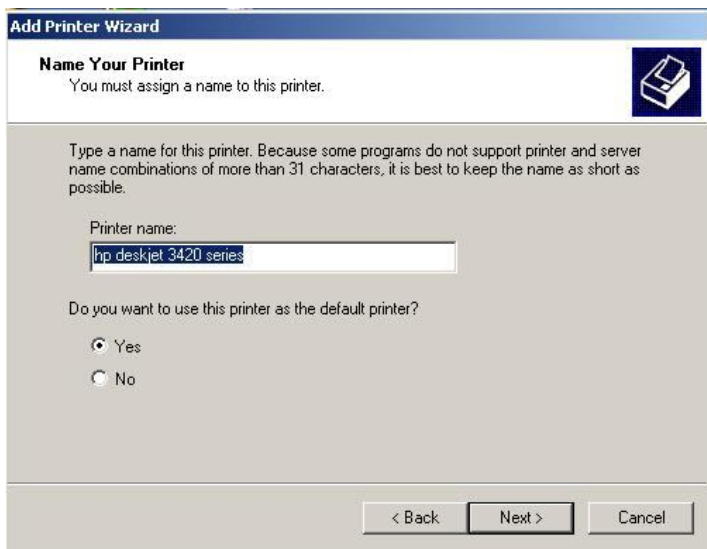 Add Printer Wizard
Name Your Printer
You must assign a name to this printer.
Type a name for this printer. Because some programs do not support printer and server
name combinations of more than 31 characters, it is best to keep the name as short as
possible.
Printer name:
hp deskjet 3420 series
Do you want to use this printer as the default printer?
Yes
No
< Back Next > Cancel